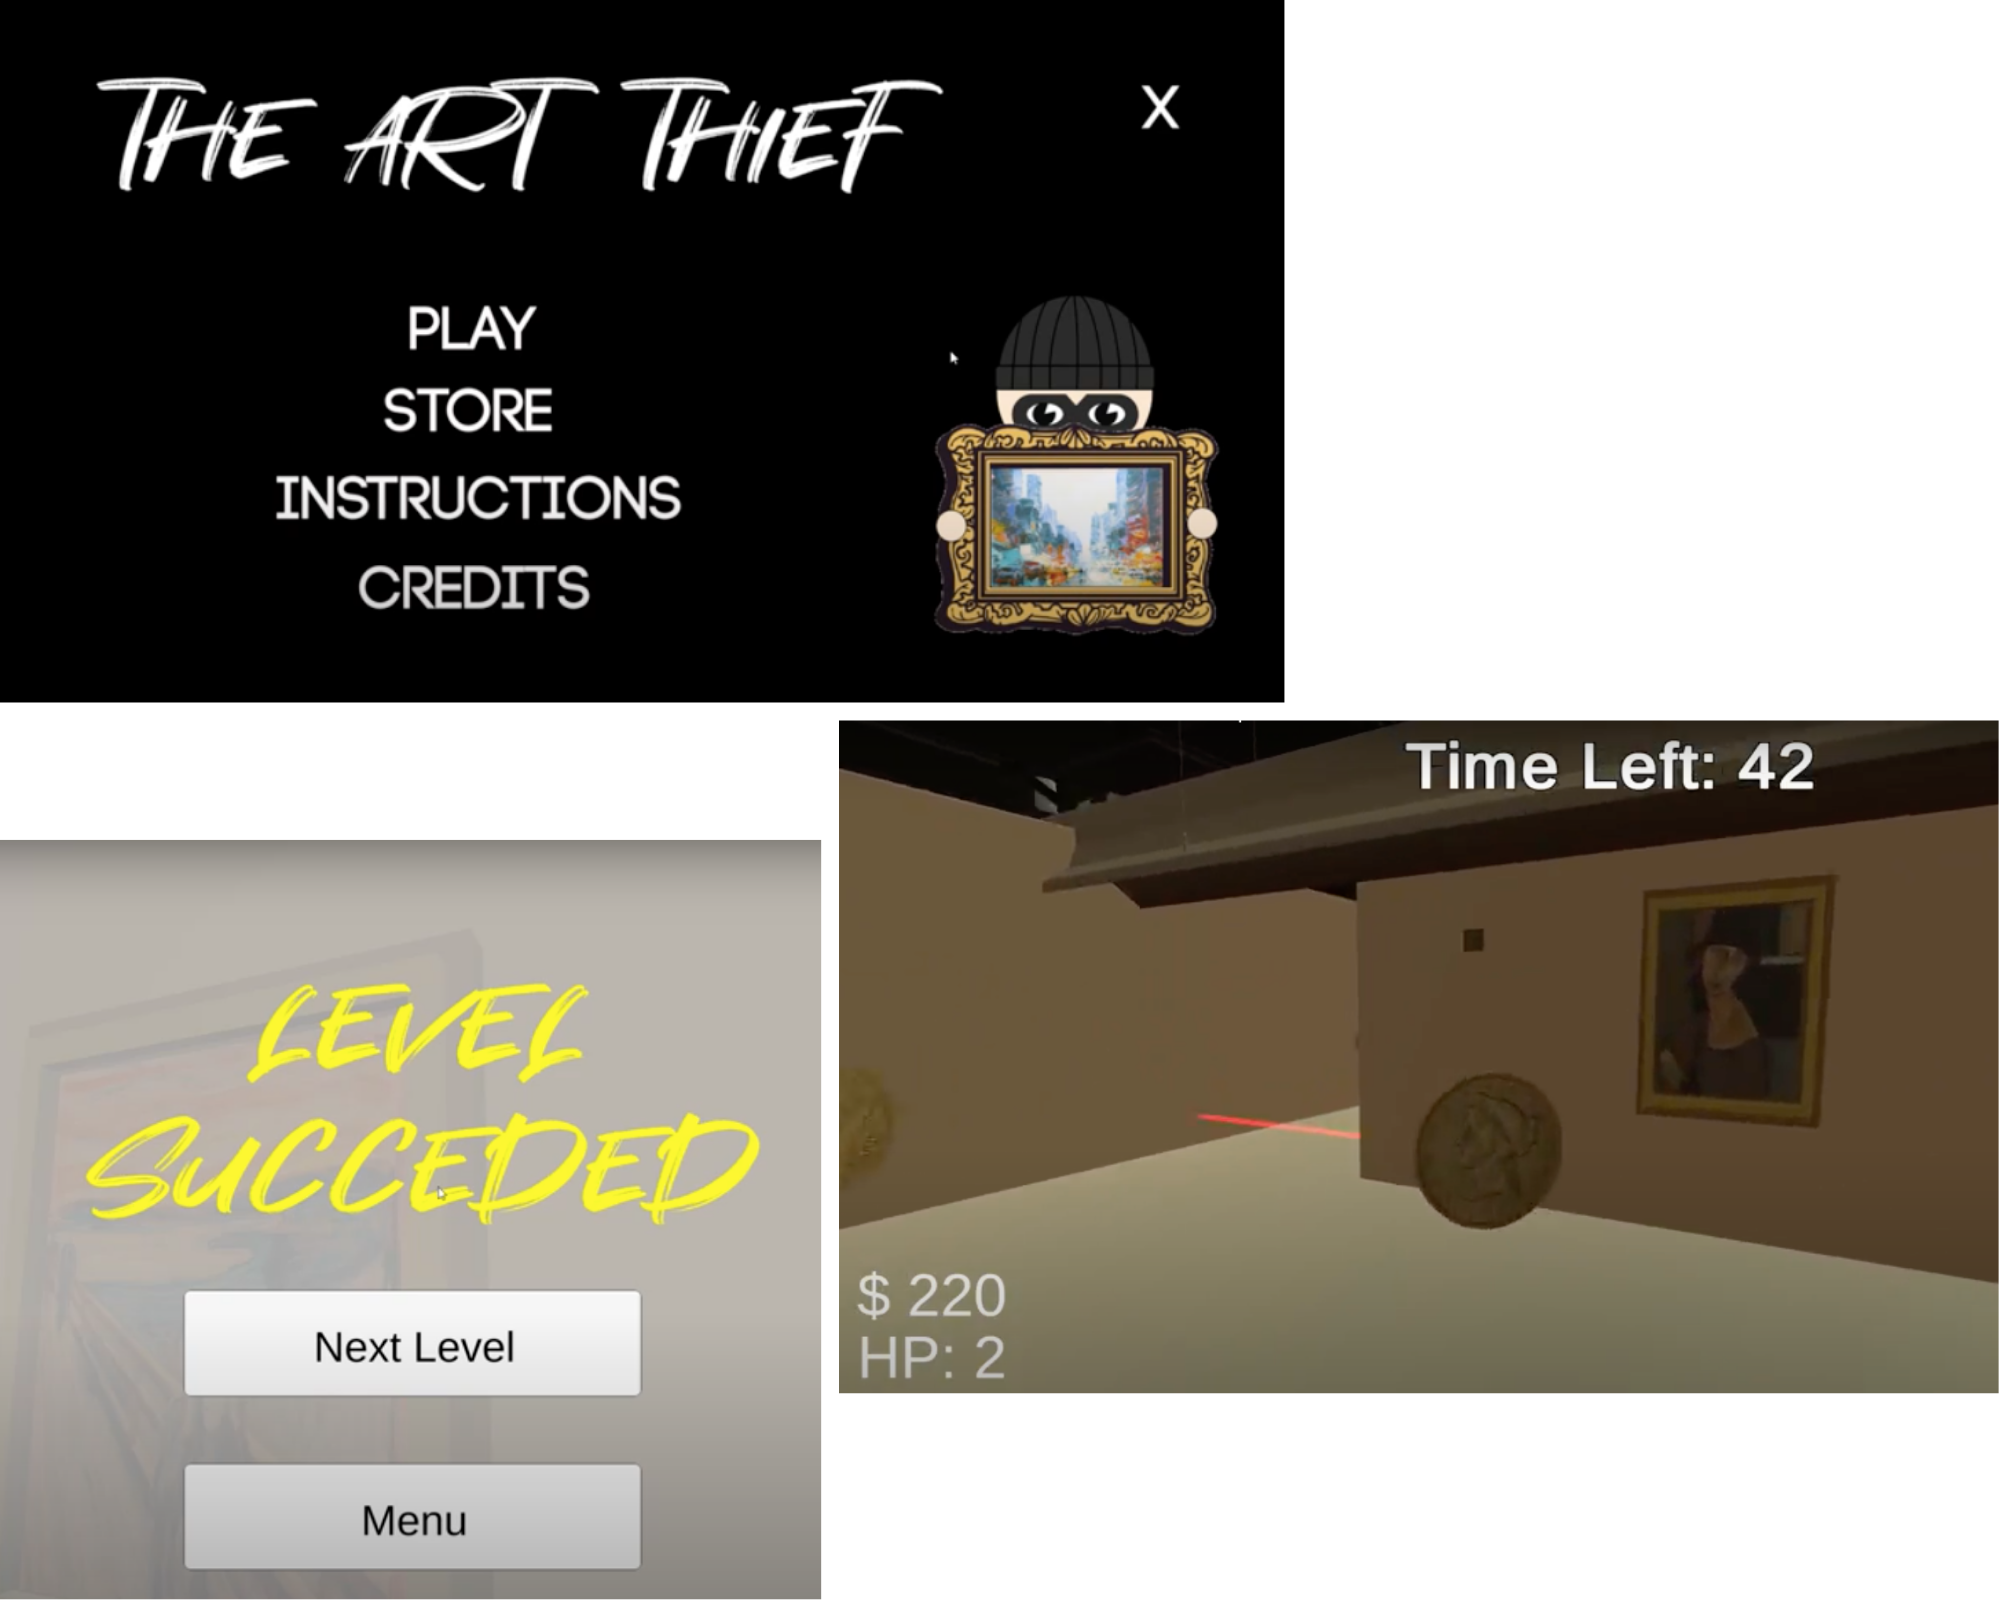 THE ART THIEF
X
PLAY
STORE
INSTRUCTIONS
CREDITS
Time Left: 42
$ 220
HP: 2
LEVEL
SUCCEDED
Next Level
Menu